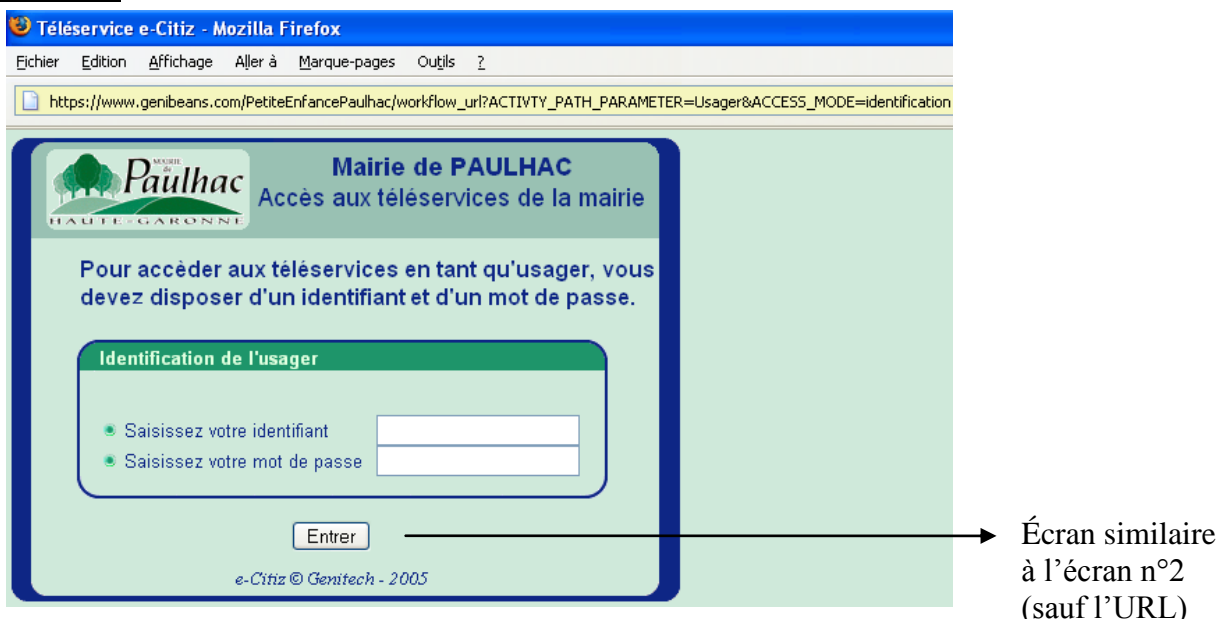 Téléservice e-Citiz - Mozilla Firefox
Fichier Edition Affichage Aller à Marque-pages Outils ?
https://www.genibeans.com/PetiteEnfancePaulhac/workflow_url?ACTIVTY_PATH_PARAMETER=Usager&ACCESS_MODE=identification
MAIRIE
de
Paulhac
HAUTE-GARONNE
Mairie de PAULHAC
Accès aux téléservices de la mairie
Pour accèder aux téléservices en tant qu'usager, vous
devez disposer d'un identifiant et d'un mot de passe.
Identification de l'usager
Saisissez votre identifiant
Saisissez votre mot de passe
Entrer
e-Citiz © Genitech - 2005
Écran similaire
à l'écran n°2
(sauf l'URL)